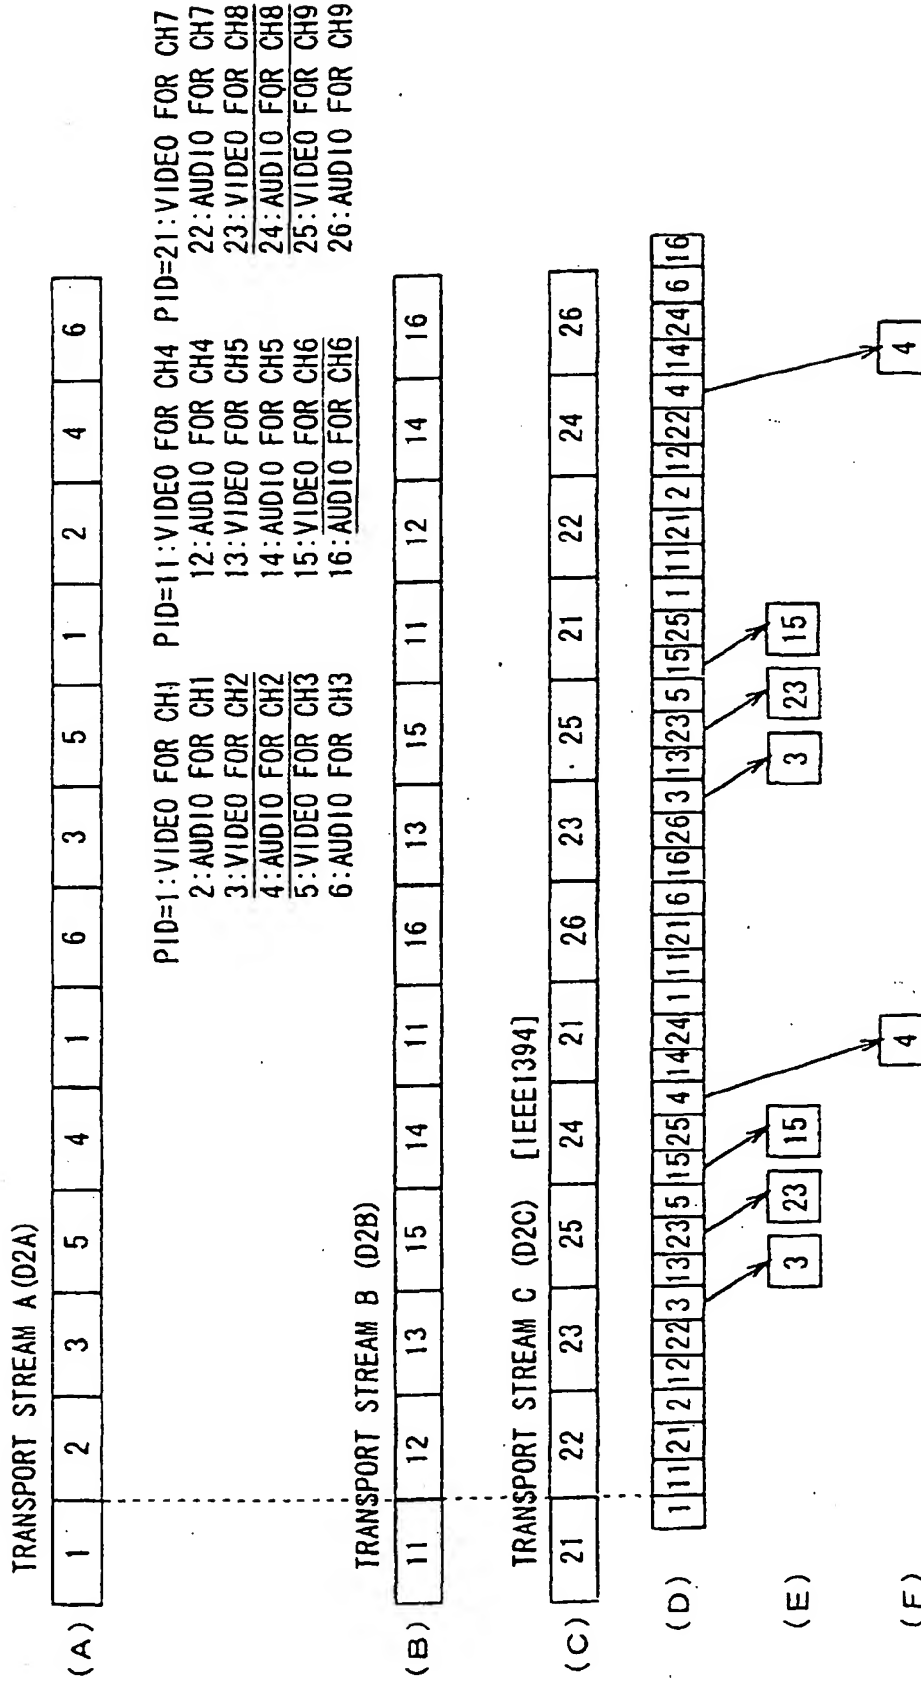 TRANSPORT STREAM A(D2A)
(A) 1 2 3 5 4 1 6 3 5 1 2 4 6
PID=1:VIDEO FOR CH1 PID=11:VIDEO FOR CH4 PID=21:VIDEO FOR CH7
2:AUDIO FOR CH1 12:AUDIO FOR CH4 22:AUDIO FOR CH7
3:VIDEO FOR CH2 13:VIDEO FOR CH5 23:VIDEO FOR CH8
4:AUDIO FOR CH2 14:AUDIO FOR CH5 24:AUDIO FOR CH8
5:VIDEO FOR CH3 15:VIDEO FOR CH6 25:VIDEO FOR CH9
6:AUDIO FOR CH3 16:AUDIO FOR CH6 26:AUDIO FOR CH9
TRANSPORT STREAM B (D2B)
(B) 11 12 13 15 14 11 16 13 15 11 12 14 16
TRANSPORT STREAM C (D2C) [IEEE1394]
(C) 21 22 23 25 24 21 26 23 25 21 22 24 26
(D) 1 11 21 2 12 22 3 13 23 5 15 25 4 14 24 1 11 21 6 16 26 3 13 23 5 15 25 1 11 21 2 12 22 4 14 24 6 16
(E) 3 23 15 3 23 15
(F) 4 4